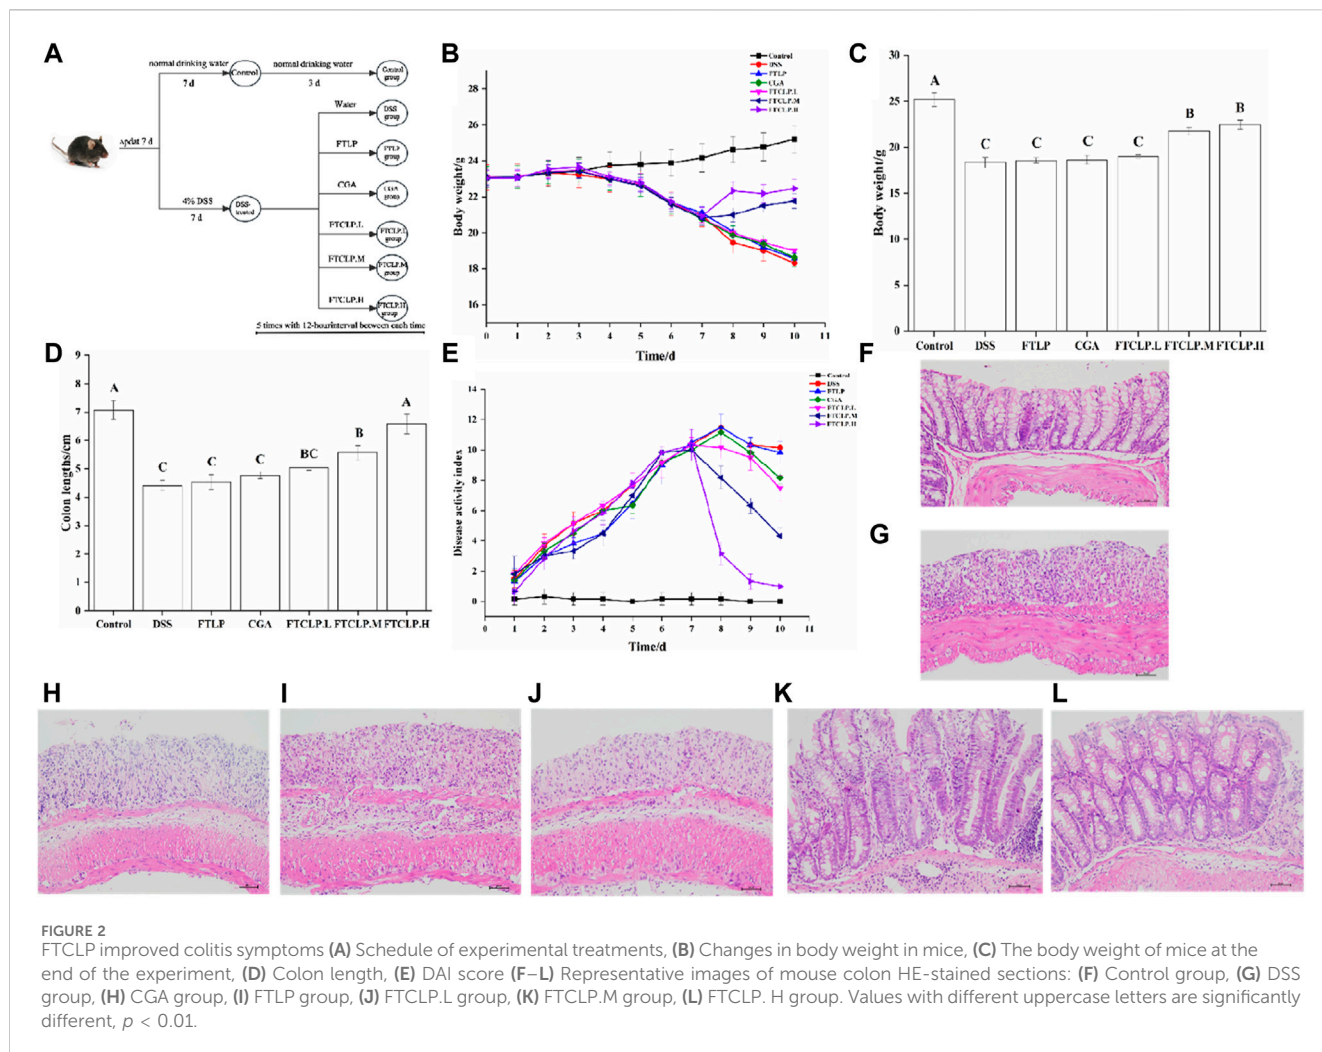 A
normal drinking water
7 d
Control
normal drinking water
3 d
Control
group
apdat 7 d
4% DSS
7 d
DSS-
treated
Water
DSS
group
FTLP
FTLP
group
CGA
CGA
group
FTCLP.L
FTCLP.L
group
FTCLP.M
FTCLP.M
group
FTCLP.H
FTCLP.H
group
5 times with 12-hourinterval between each time
B
Body weight/g
28
26
24
22
20
18
16
0 1 2 3 4 5 6 7 8 9 10 11
Time/d
Control
DSS
FTLP
CGA
FTCLP.L
FTCLP.M
FTCLP.H
C
Body weight/g
30
25
20
15
10
5
0
A C C C C B B
Control DSS FTLP CGA FTCLP.L FTCLP.M FTCLP.H
D
Colon lengths/cm
9
8
7
6
5
4
3
2
1
0
A C C C BC B A
Control DSS FTLP CGA FTCLP.L FTCLP.M FTCLP.H
E
Disease activity index
14
12
10
8
6
4
2
0
0 1 2 3 4 5 6 7 8 9 10 11
Time/d
Control
DSS
FTLP
CGA
FTCLP.L
FTCLP.M
FTCLP.H
F
G
H
I
J
K
L
FIGURE 2
FTCLP improved colitis symptoms (A) Schedule of experimental treatments, (B) Changes in body weight in mice, (C) The body weight of mice at the
end of the experiment, (D) Colon length, (E) DAI score (F–L) Representative images of mouse colon HE-stained sections: (F) Control group, (G) DSS
group, (H) CGA group, (I) FTLP group, (J) FTCLP.L group, (K) FTCLP.M group, (L) FTCLP. H group. Values with different uppercase letters are significantly
different, p < 0.01.